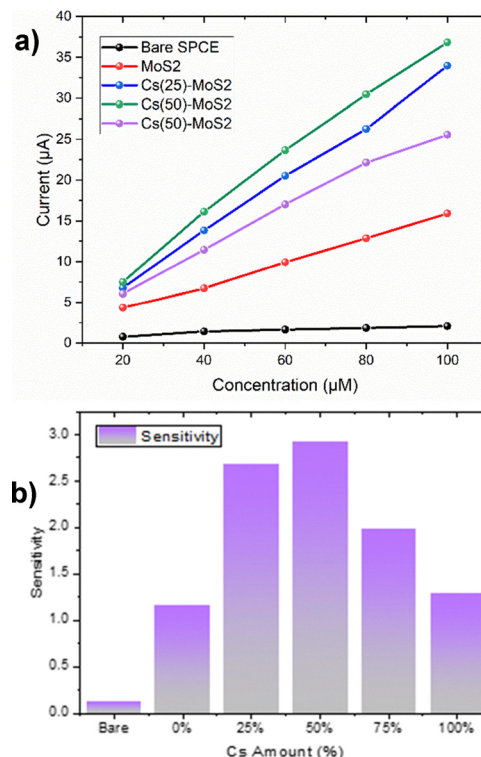 a)
40
35
30
25
20
15
10
5
0
Currrent (µA)
Bare SPCE
MoS2
Cs(25)-MoS2
Cs(50)-MoS2
Cs(50)-MoS2
20 40 60 80 100
Concentration (µM)
b)
3.0
2.5
2.0
1.5
1.0
0.5
0.0
Sensitivity
Sensitivity
Bare 0% 25% 50% 75% 100%
Cs Amount (%)